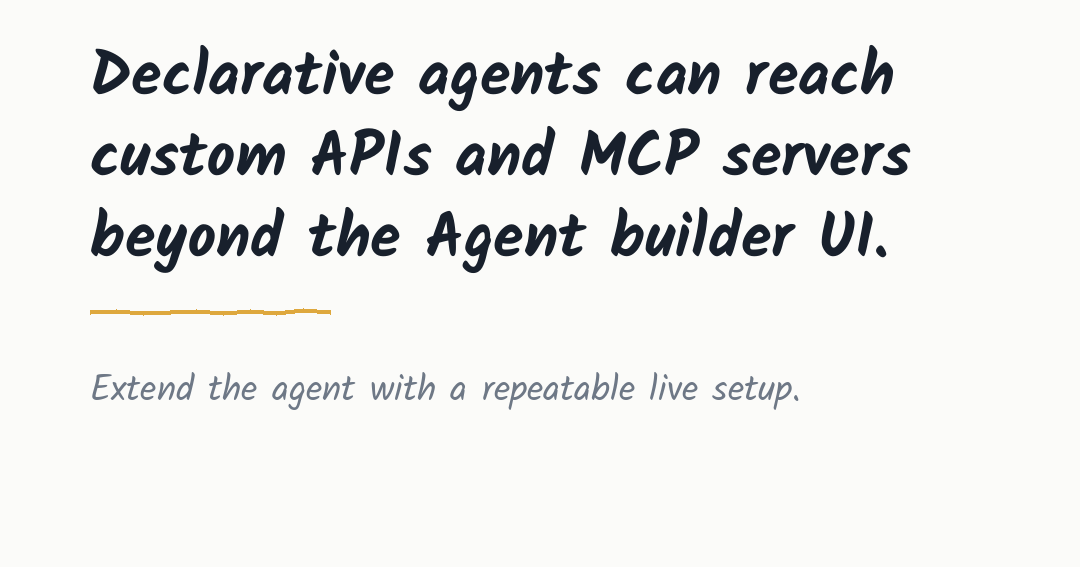 Declarative agents can reach
custom APIs and MCP servers
beyond the Agent builder UI.
Extend the agent with a repeatable live setup.